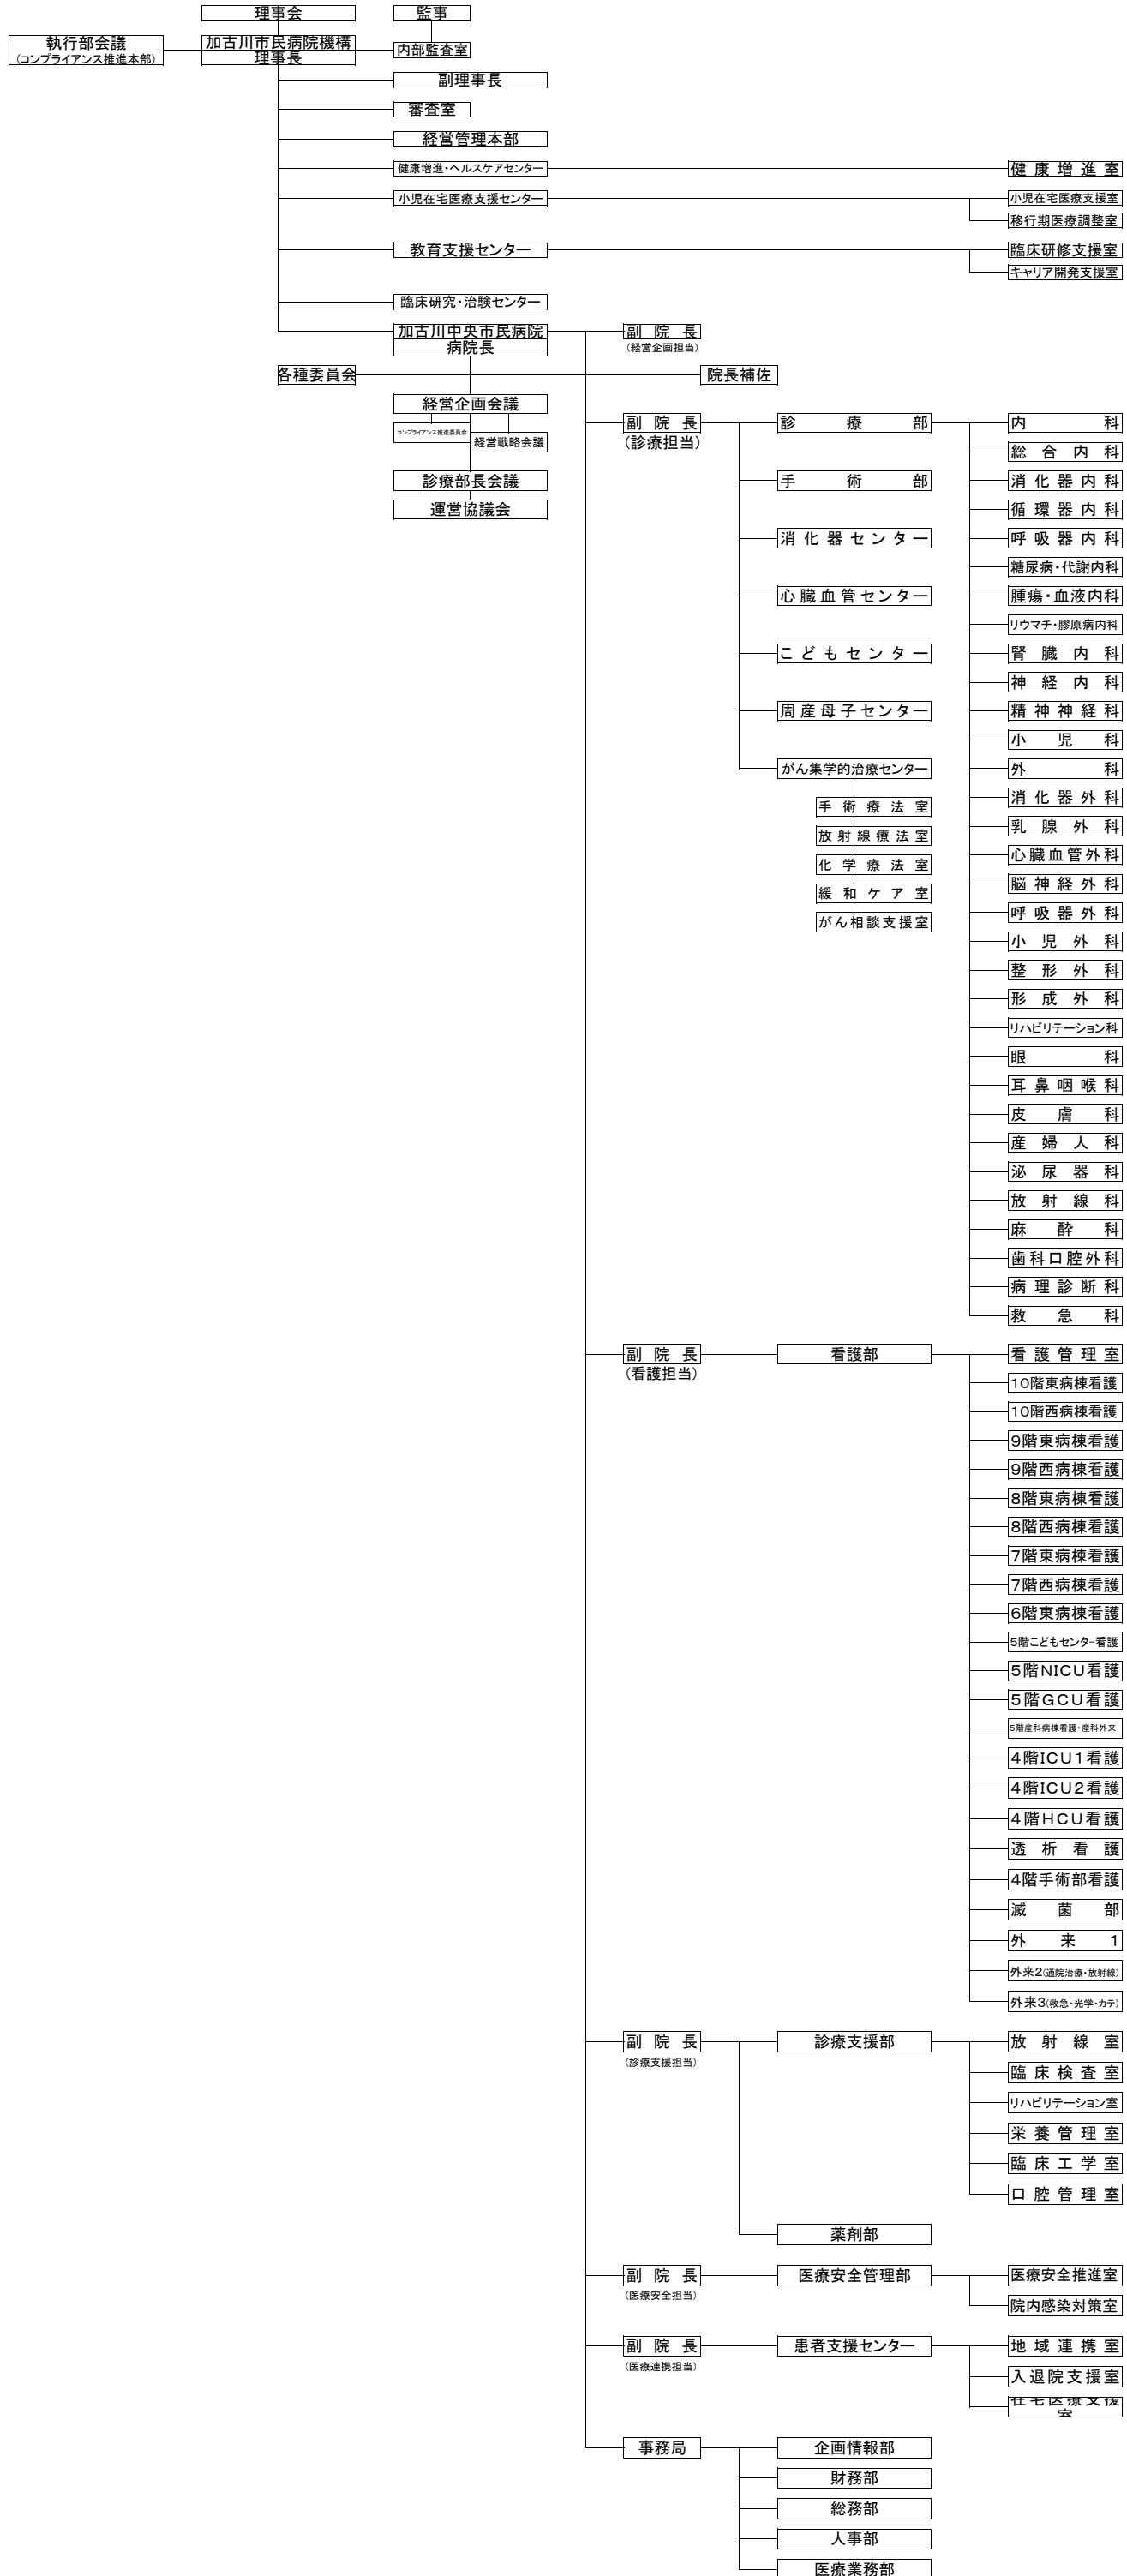 理事会
監事
執行部会議
(コンプライアンス推進本部)
加古川市民病院機構
理事長
内部監査室
副理事長
審査室
経営管理本部
健康増進・ヘルスケアセンター
健康増進室
小児在宅医療支援センター
小児在宅医療支援室
移行期医療調整室
教育支援センター
臨床研修支援室
キャリア開発支援室
臨床研究・治験センター
加古川中央市民病院
病院長
副院長
(経営企画担当)
各種委員会
院長補佐
経営企画会議
コンプライアンス推進委員会
経営戦略会議
診療部長会議
運営協議会
副院長
(診療担当)
診療部
手術部
消化器センター
心臓血管センター
こどもセンター
周産母子センター
がん集学的治療センター
手術療法室
放射線療法室
化学療法室
緩和ケア室
がん相談支援室
内科
総合内科
消化器内科
循環器内科
呼吸器内科
糖尿病・代謝内科
腫瘍・血液内科
リウマチ・膠原病内科
腎臓内科
神経内科
精神神経科
小児科
外科
消化器外科
乳腺外科
心臓血管外科
脳神経外科
呼吸器外科
小児外科
整形外科
形成外科
リハビリテーション科
眼科
耳鼻咽喉科
皮膚科
産婦人科
泌尿器科
放射線科
麻酔科
歯科口腔外科
病理診断科
救急科
副院長
(看護担当)
看護部
看護管理室
10階東病棟看護
10階西病棟看護
9階東病棟看護
9階西病棟看護
8階東病棟看護
8階西病棟看護
7階東病棟看護
7階西病棟看護
6階東病棟看護
5階こどもセンター看護
5階NICU看護
5階GCU看護
5階産科病棟看護・産科外来
4階ICU1看護
4階ICU2看護
4階HCU看護
透析看護
4階手術部看護
滅菌部
外来1
外来2(通院治療・放射線)
外来3(救急・光学・カテ)
副院長
(診療支援担当)
診療支援部
放射線室
臨床検査室
リハビリテーション室
栄養管理室
臨床工学室
口腔管理室
薬剤部
副院長
(医療安全担当)
医療安全管理部
医療安全推進室
院内感染対策室
副院長
(医療連携担当)
患者支援センター
地域連携室
入退院支援室
在宅医療支援
室
事務局
企画情報部
財務部
総務部
人事部
医療業務部